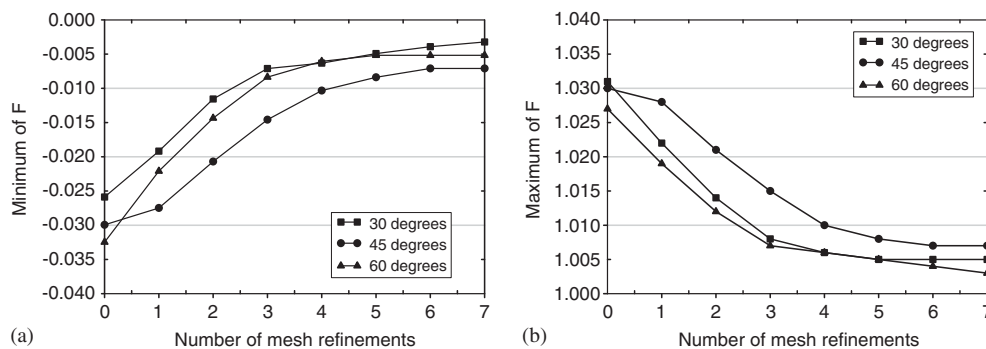 0.000
-0.005
-0.010
-0.015
-0.020
-0.025
-0.030
-0.035
-0.040
Minimum of F
0 1 2 3 4 5 6 7
Number of mesh refinements
30 degrees
45 degrees
60 degrees
(a)
1.040
1.035
1.030
1.025
1.020
1.015
1.010
1.005
1.000
Maximum of F
0 1 2 3 4 5 6 7
Number of mesh refinements
30 degrees
45 degrees
60 degrees
(b)